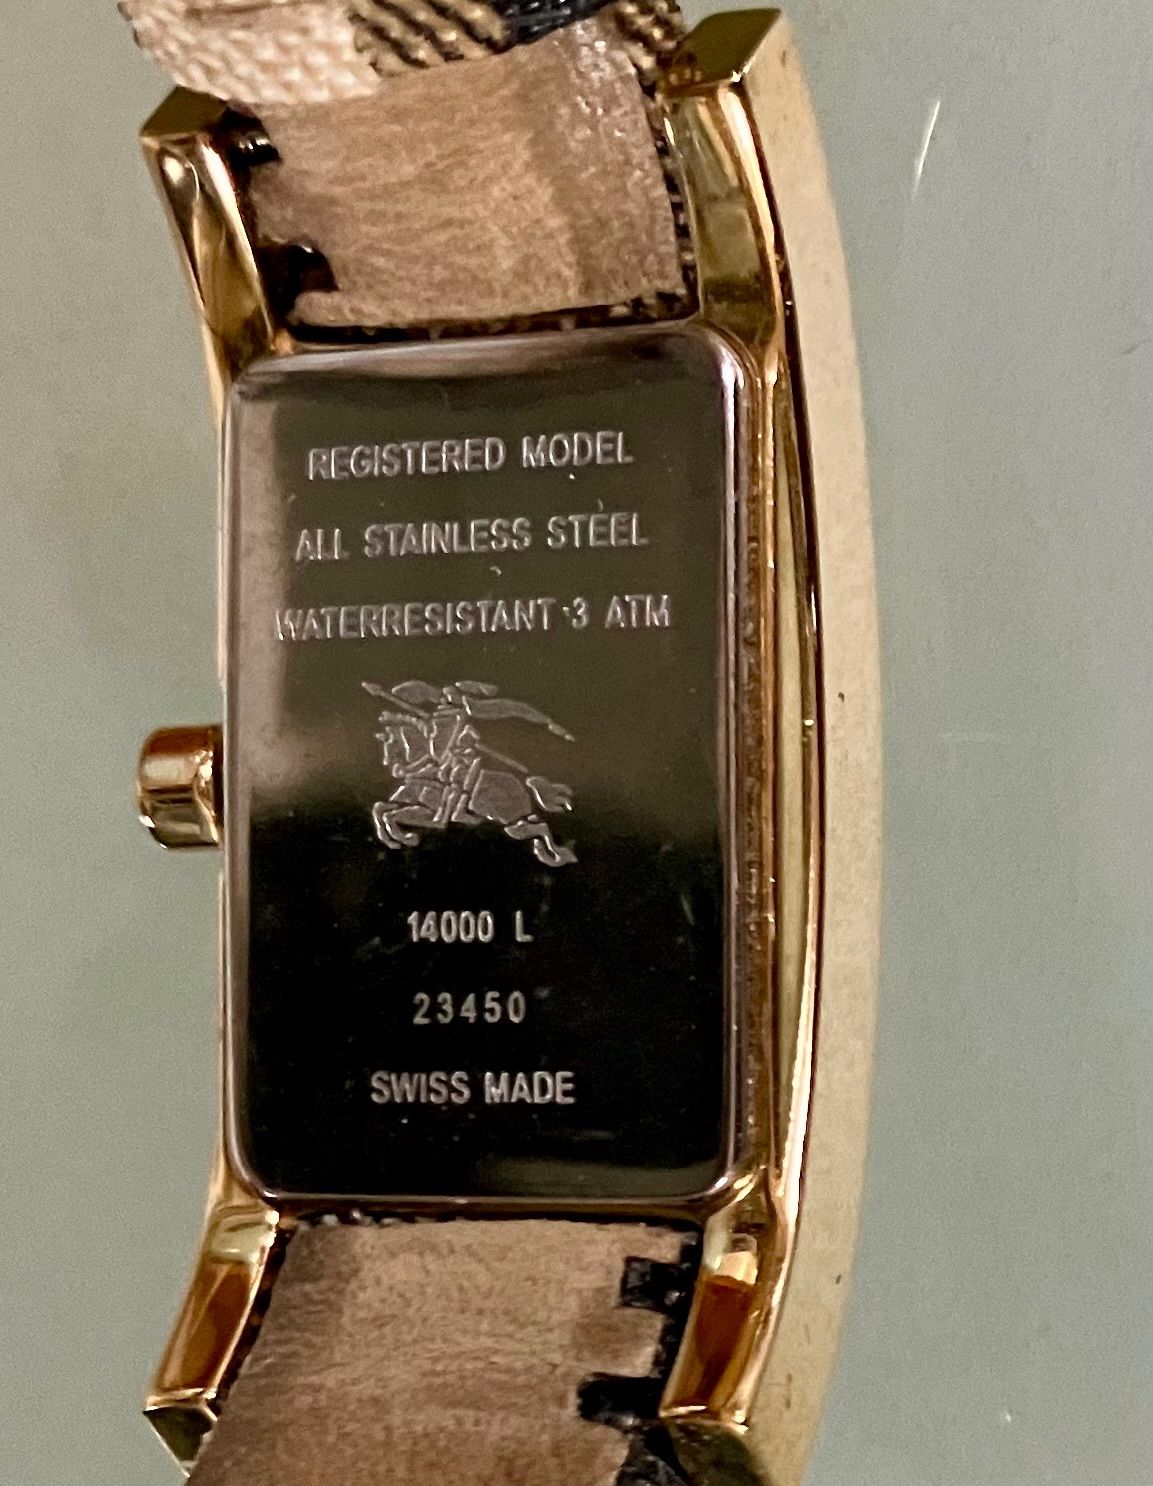 REGISTERED MODEL
ALL STAINLESS STEEL
WATERRESISTANT 3 ATM
14000 L
23450
SWISS MADE